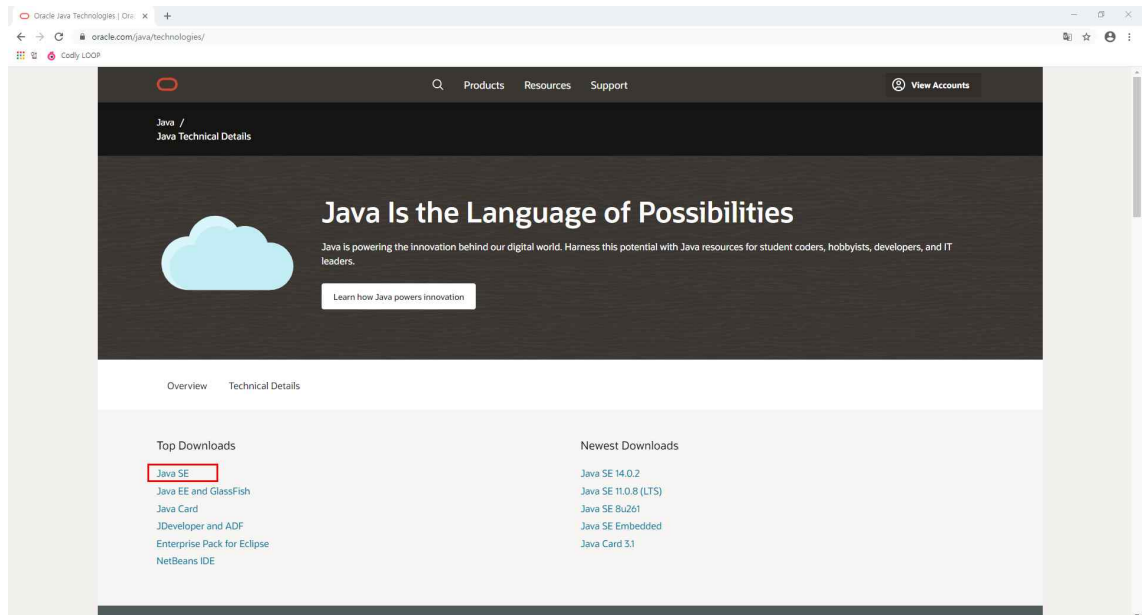 Oracle Java Technologies | Ora
oracle.com/java/technologies/
Codly LOOP
Products Resources Support View Accounts
Java /
Java Technical Details
Java Is the Language of Possibilities
Java is powering the innovation behind our digital world. Harness this potential with Java resources for student coders, hobbyists, developers, and IT
leaders.
Learn how Java powers innovation
Overview Technical Details
Top Downloads
Java SE
Java EE and GlassFish
Java Card
JDeveloper and ADF
Enterprise Pack for Eclipse
NetBeans IDE
Newest Downloads
Java SE 14.0.2
Java SE 11.0.8 (LTS)
Java SE 8u261
Java SE Embedded
Java Card 3.1